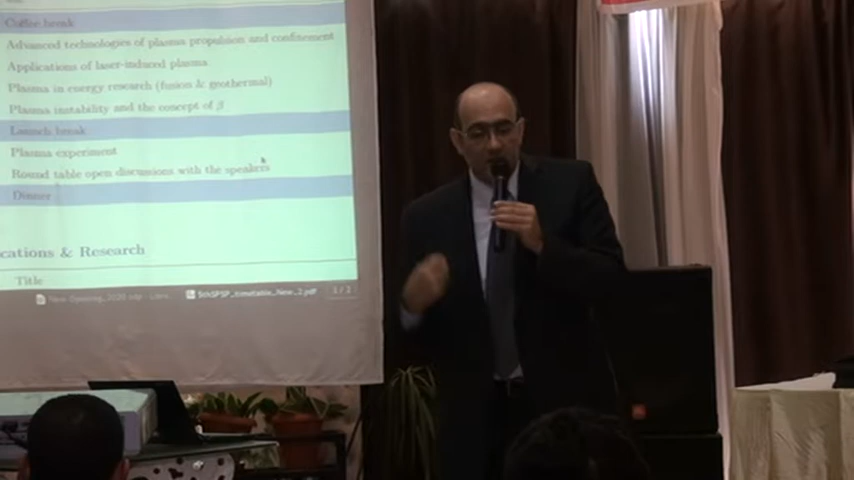 Coffee break
Advanced technologies of plasma propulsion and confinement
Applications of laser-induced plasma
Plasma in energy research (fusion & geothermal)
Plasma instability and the concept of β
Launch break
Plasma experiment
Round table open discussions with the speakers
Dinner
cations & Research
Title
1 / 2